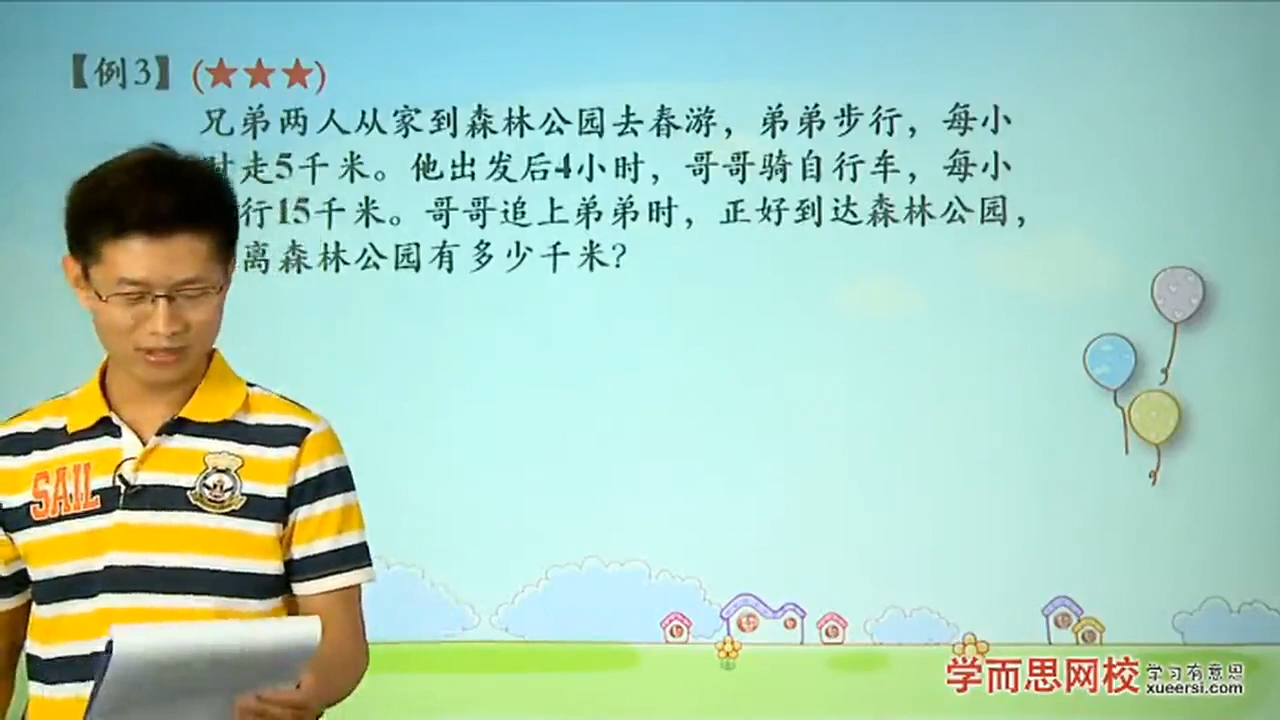 【例3】(★★★)
兄弟两人从家到森林公园去春游，弟弟步行，每小
时走5千米。他出发后4小时，哥哥骑自行车，每小
行15千米。哥哥追上弟弟时，正好到达森林公园，
离森林公园有多少千米？
SAIL
学而思网校
学习有意思
xueersi.com